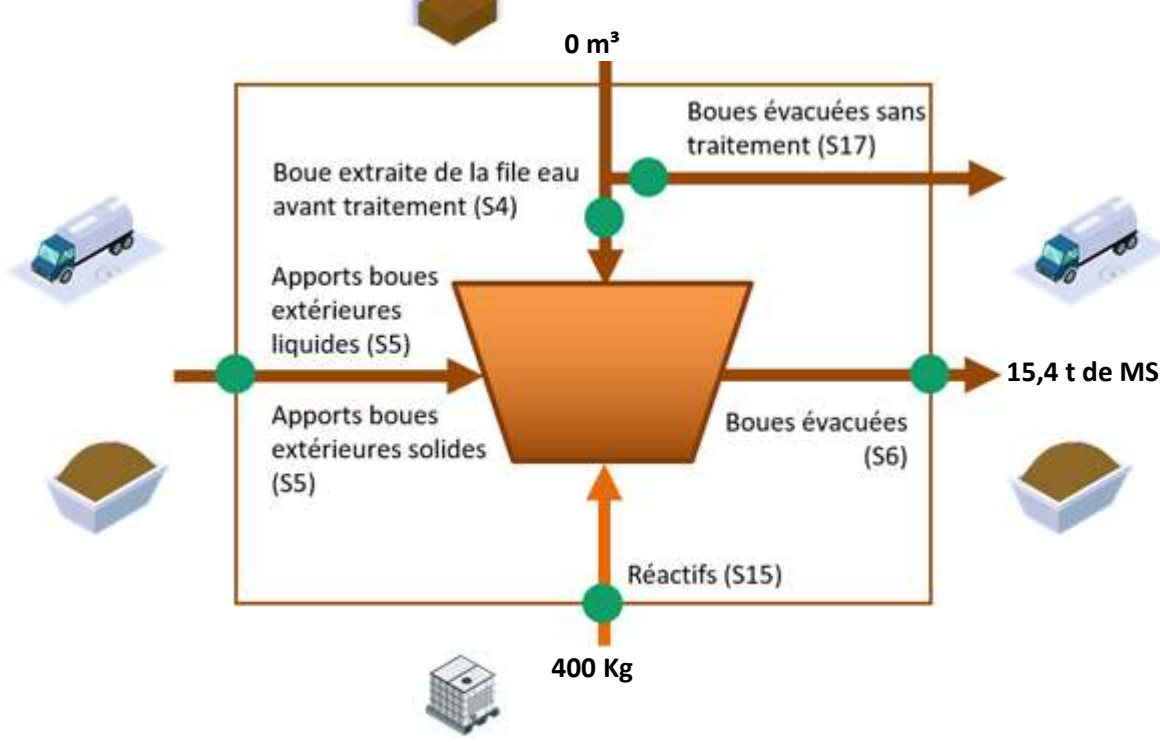 0 m³
Boues évacuées sans
traitement (S17)
Boue extraite de la file eau
avant traitement (S4)
Apports boues
extérieures
liquides (S5)
15,4 t de MS
Apports boues
extérieures solides
(S5)
Boues évacuées
(S6)
Réactifs (S15)
400 Kg